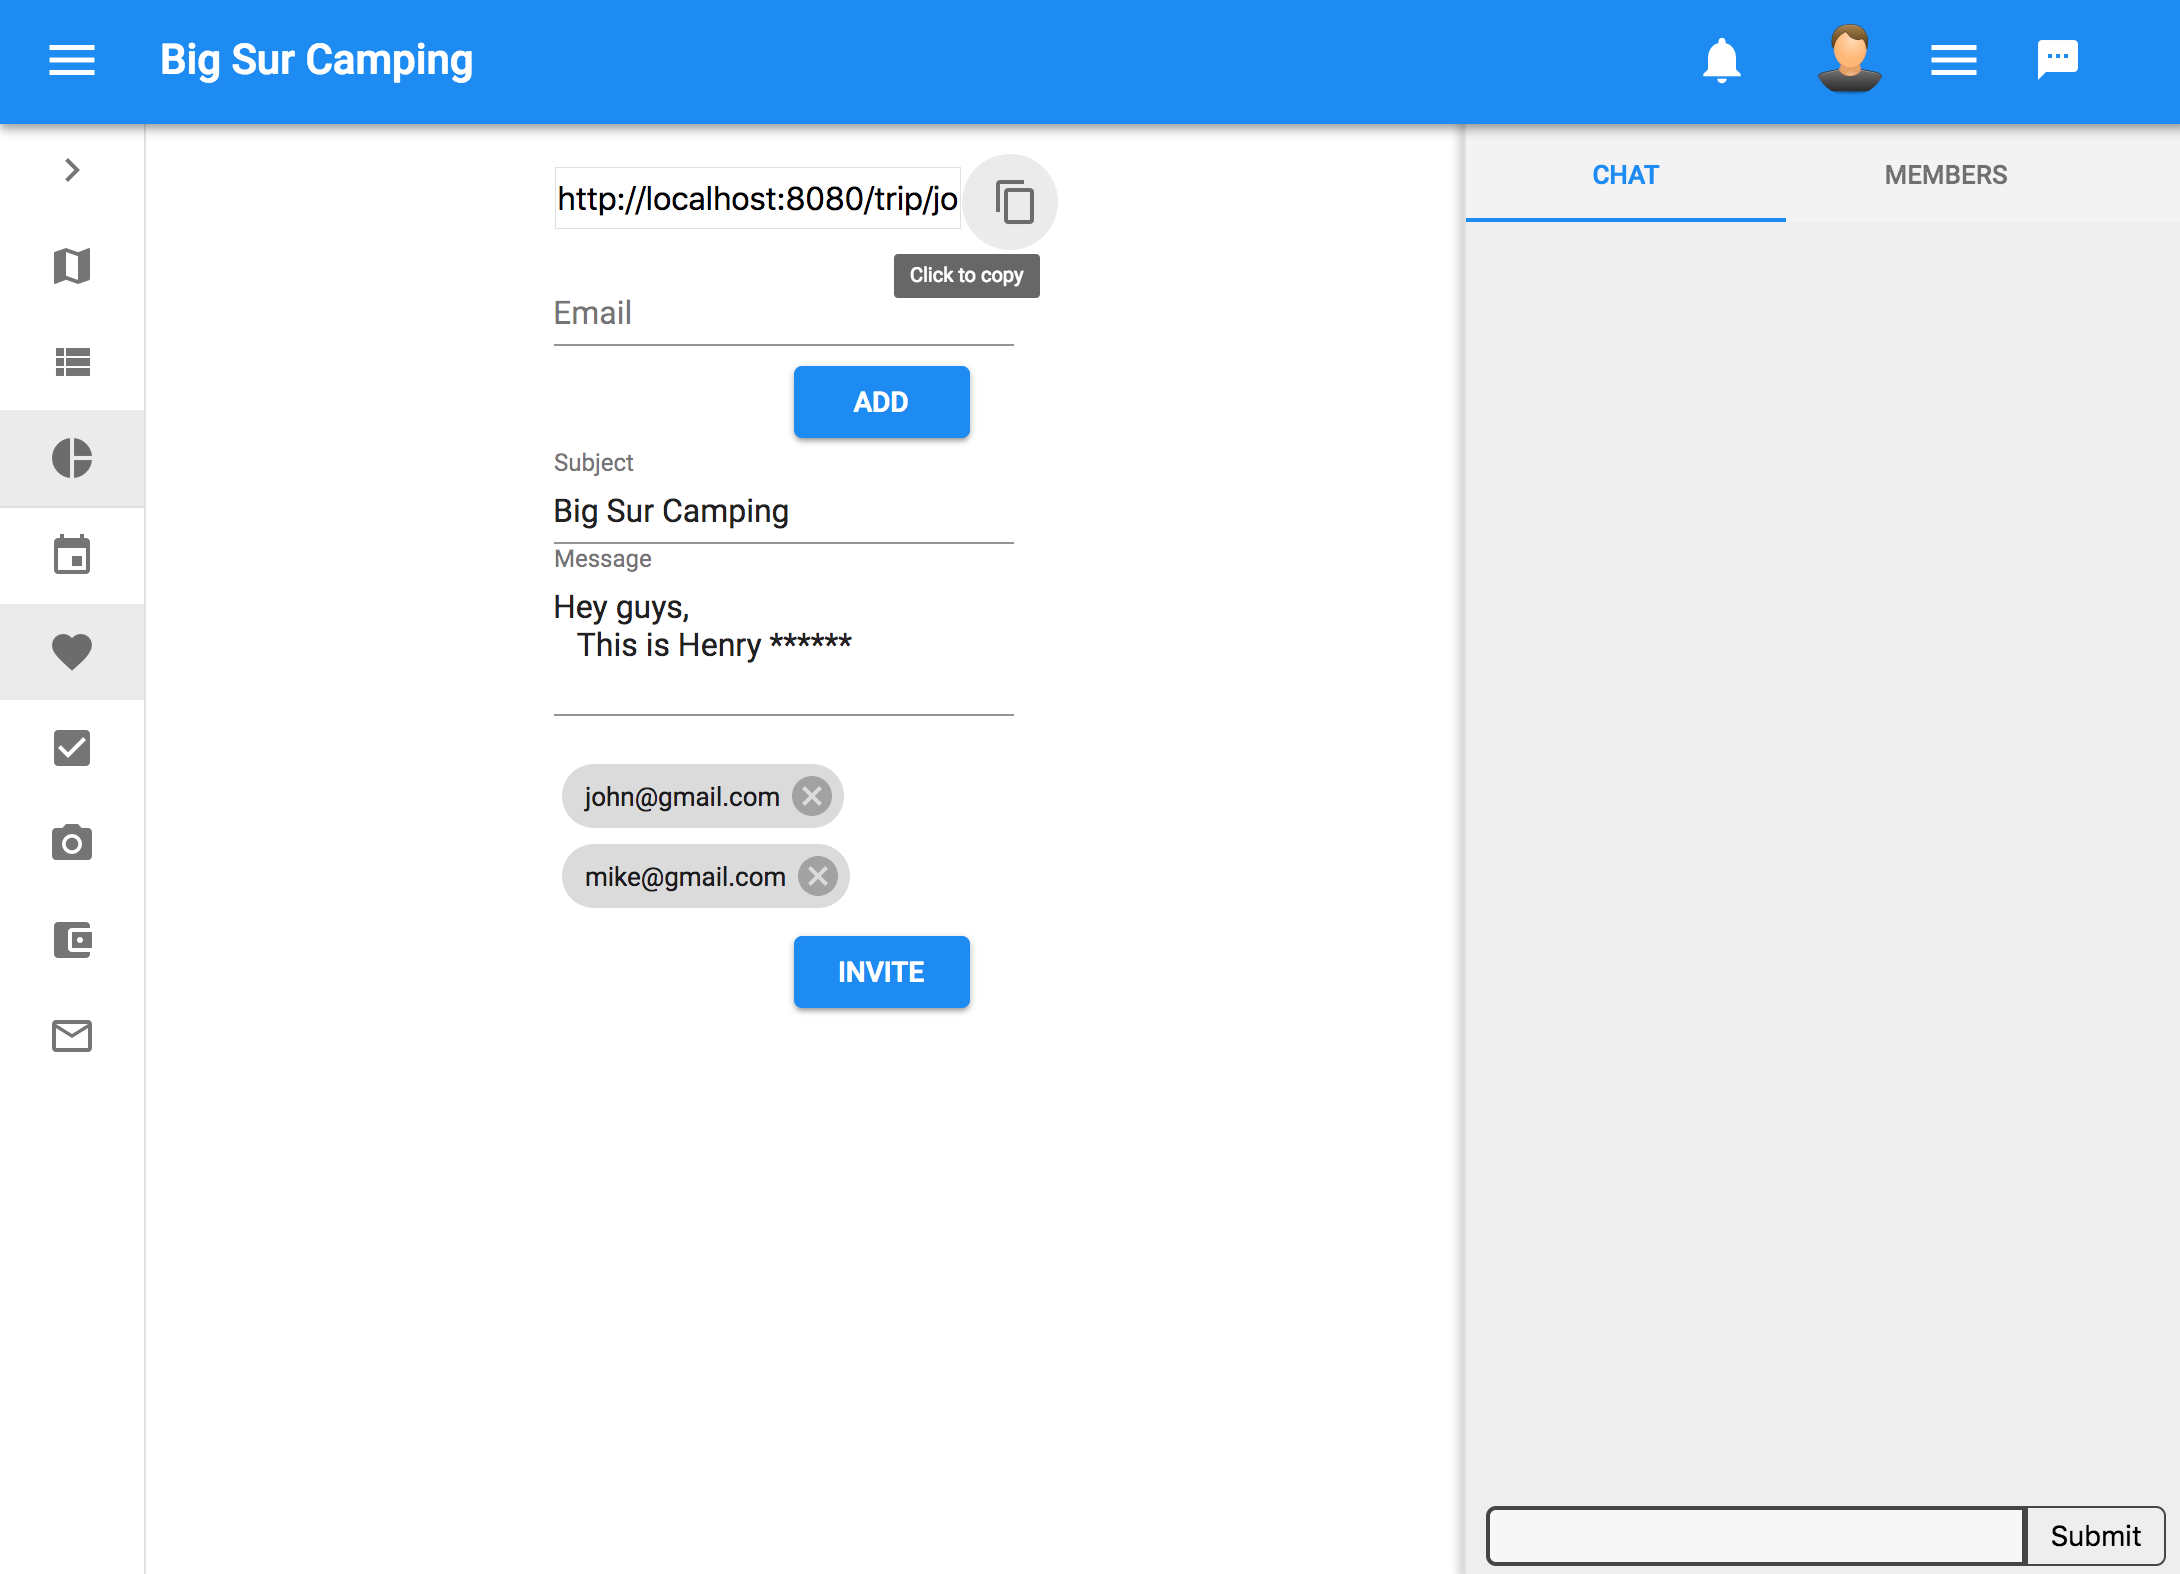 Big Sur Camping
http://localhost:8080/trip/jo
Click to copy
Email
ADD
Subject
Big Sur Camping
Message
Hey guys,
This is Henry ******
john@gmail.com
mike@gmail.com
INVITE
CHAT
MEMBERS
Submit